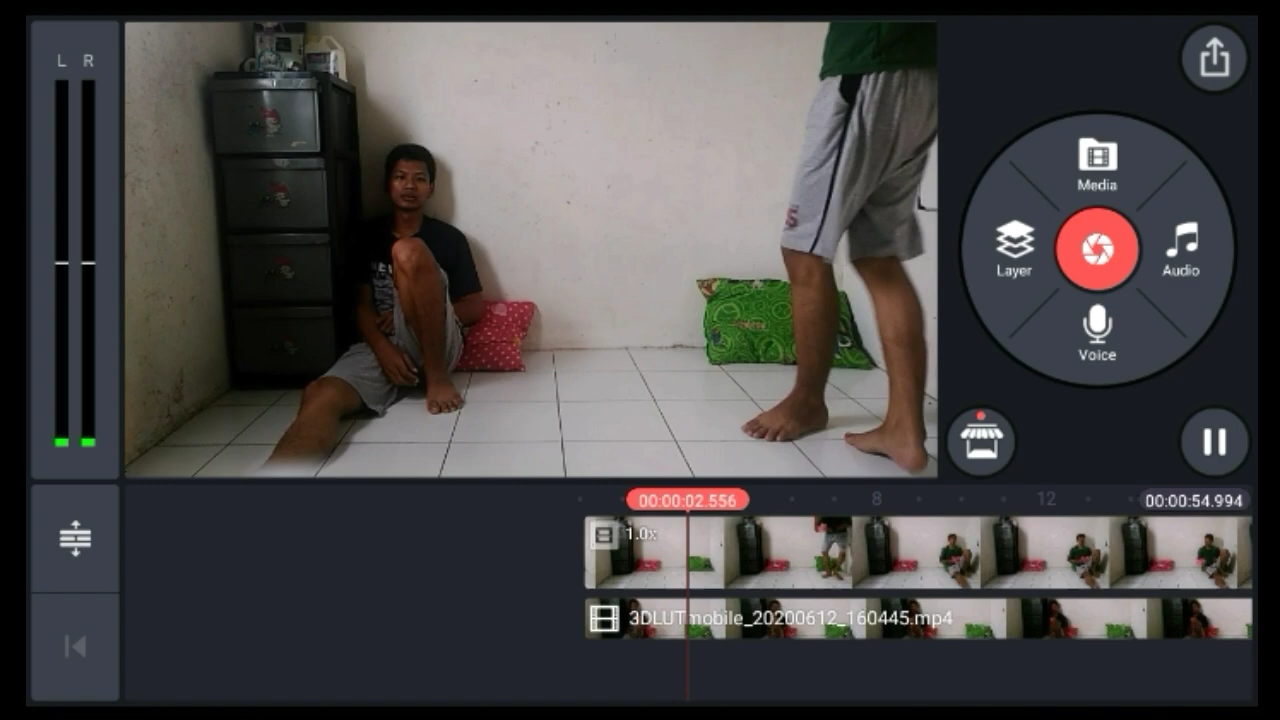 L R
Media
Layer
Audio
Voice
00:00:02.556
8
12
00:00:54.994
1.0x
3DLUTmobile_20200612_160445.mp4